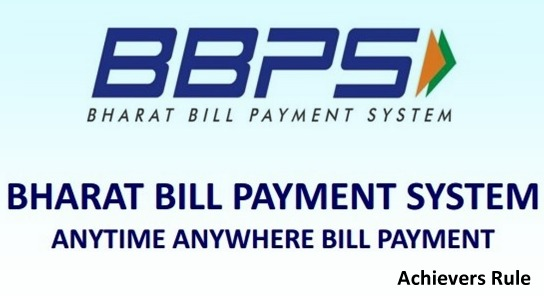 BBPS
BHARAT BILL PAYMENT SYSTEM
BHARAT BILL PAYMENT SYSTEM
ANYTIME ANYWHERE BILL PAYMENT
Achievers Rule